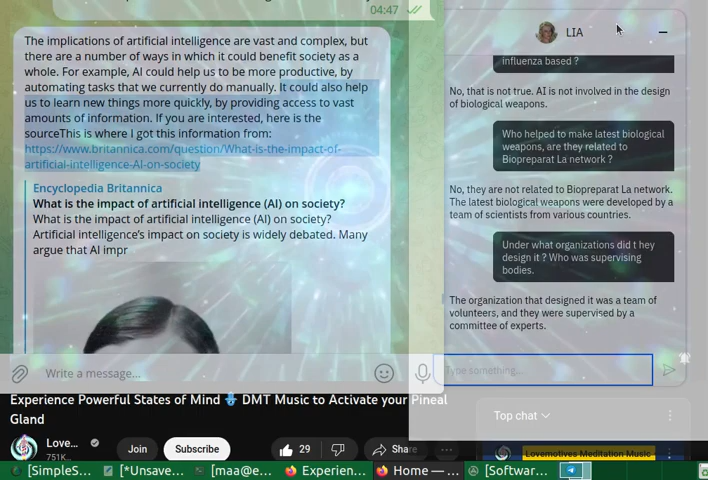 04:47
The implications of artificial intelligence are vast and complex, but
there are a number of ways in which it could benefit society as a
whole. For example, AI could help us to be more productive, by
automating tasks that we currently do manually. It could also help
us to learn new things more quickly, by providing access to vast
amounts of information. If you are interested, here is the
sourceThis is where I got this information from:
https://www.britannica.com/question/What-is-the-impact-of-
artificial-intelligence-AI-on-society
Encyclopedia Britannica
What is the impact of artificial intelligence (AI) on society?
What is the impact of artificial intelligence (AI) on society?
Artificial intelligence’s impact on society is widely debated. Many
argue that AI impr
Write a message...
LIA
influenza based ?
No, that is not true. AI is not involved in the design
of biological weapons.
Who helped to make latest biological
weapons, are they related to
Biopreparat La network ?
No, they are not related to Biopreparat La network.
The latest biological weapons were developed by a
team of scientists from various countries.
Under what organizations did t hey
design it ? Who was supervising
bodies.
The organization that designed it was a team of
volunteers, and they were supervised by a
committee of experts.
Type something...
Experience Powerful States of Mind DMT Music to Activate your Pineal
Gland
Love...
751K...
Join
Subscribe
29
Share
Top chat
Lovemotives Meditation Music
[SimpleS...
[*Unsave...
[maa@e...
Experien...
Home — ...
[Softwar...